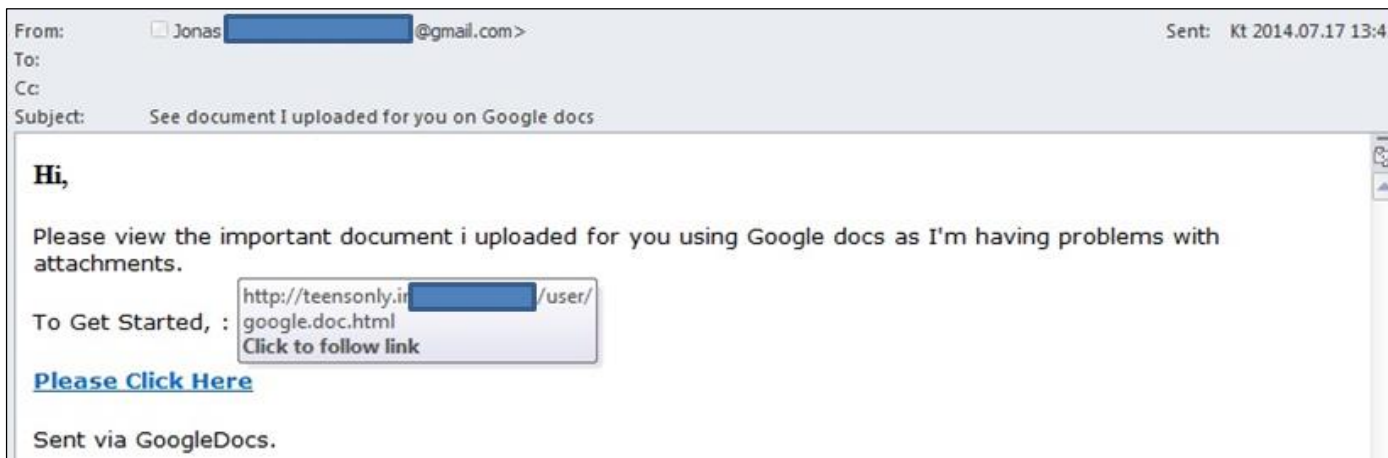 From: Jonas @gmail.com> Sent: Kt 2014.07.17 13:4
To:
Cc:
Subject: See document I uploaded for you on Google docs
Hi,
Please view the important document i uploaded for you using Google docs as I'm having problems with
attachments.
http://teensonly.in /user/
google.doc.html
Click to follow link
To Get Started, :
Please Click Here
Sent via GoogleDocs.